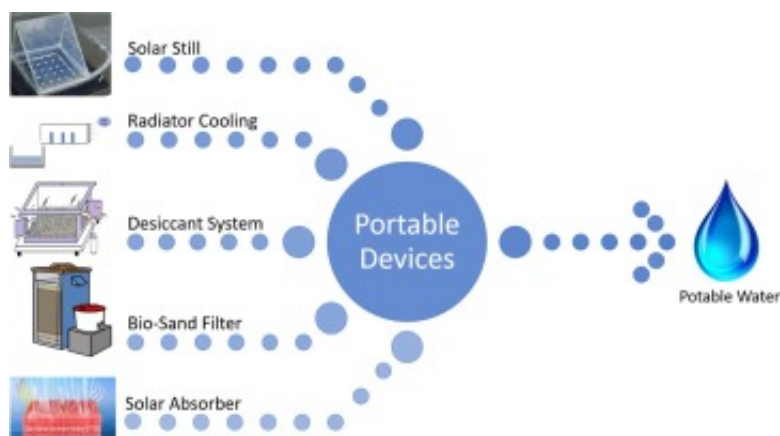 Solar Still
Radiator Cooling
Desiccant System
Bio-Sand Filter
Solar Absorber
Portable
Devices
Potable Water